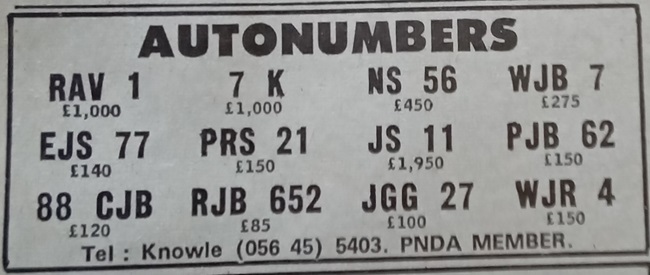 AUTONUMBERS
RAV 1 7 K NS 56 WJB 7
£1,000 £1,000 £450 £275
EJS 77 PRS 21 JS 11 PJB 62
£140 £150 £1,950 £150
88 CJB RJB 652 JGG 27 WJR 4
£120 £85 £100 £150
Tel : Knowle (056 45) 5403. PNDA MEMBER.